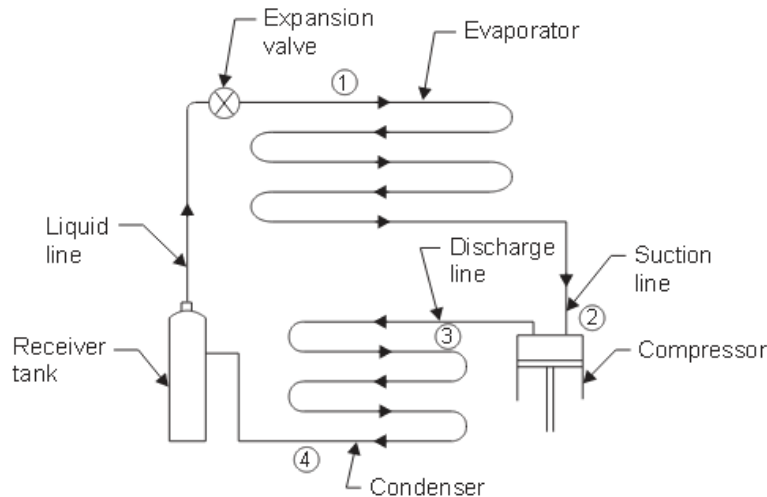 Expansion
valve
Evaporator
1
Liquid
line
Discharge
line
Suction
line
2
3
Receiver
tank
Compressor
4
Condenser